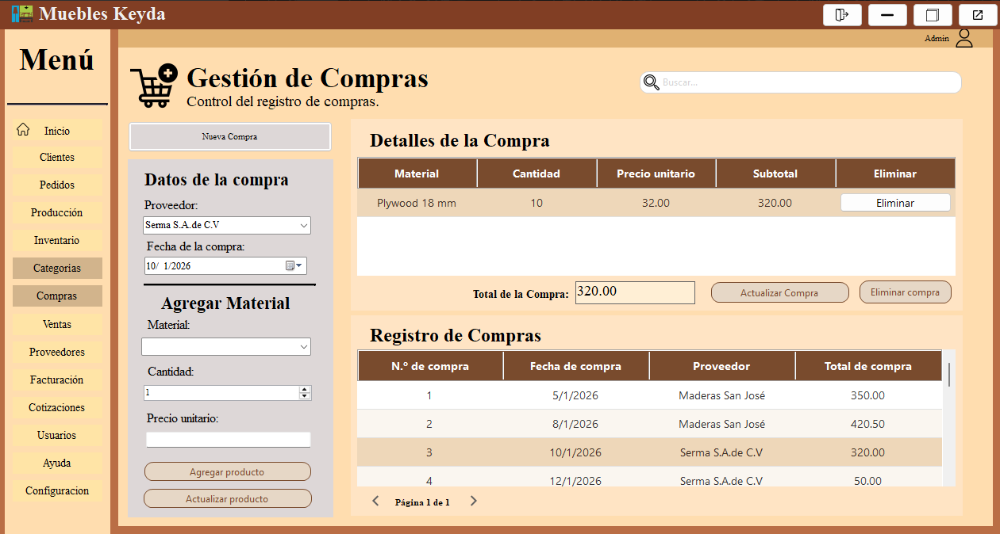 Muebles Keyda
Admin
Menú
Inicio
Clientes
Pedidos
Producción
Inventario
Categorias
Compras
Ventas
Proveedores
Facturación
Cotizaciones
Usuarios
Ayuda
Configuracion
Gestión de Compras
Control del registro de compras.
Buscar...
Nueva Compra
Datos de la compra
Proveedor:
Serma S.A.de C.V
Fecha de la compra:
10/ 1/2026
Agregar Material
Material:
Cantidad:
1
Precio unitario:
Agregar producto
Actualizar producto
Detalles de la Compra
Material Cantidad Precio unitario Subtotal Eliminar
Plywood 18 mm 10 32.00 320.00 Eliminar
Total de la Compra: 320.00 Actualizar Compra Eliminar compra
Registro de Compras
N.º de compra Fecha de compra Proveedor Total de compra
1 5/1/2026 Maderas San José 350.00
2 8/1/2026 Maderas San José 420.50
3 10/1/2026 Serma S.A.de C.V 320.00
4 12/1/2026 Serma S.A.de C.V 50.00
Página 1 de 1